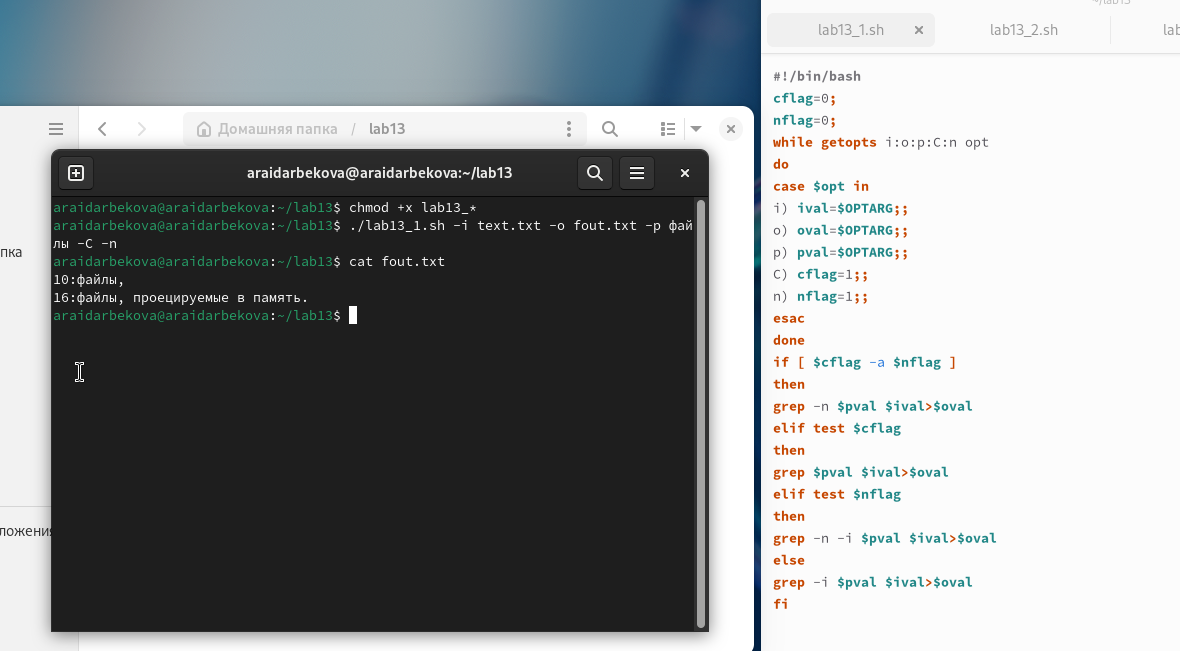 Домашняя папка / lab13
пка
ложения
araidarbekova@araidarbekova:~/lab13
araidarbekova@araidarbekova:~/lab13$ chmod +x lab13_*
araidarbekova@araidarbekova:~/lab13$ ./lab13_1.sh -i text.txt -o fout.txt -p фай
лы -C -n
araidarbekova@araidarbekova:~/lab13$ cat fout.txt
10:файлы,
16:файлы, проецируемые в память.
araidarbekova@araidarbekova:~/lab13$
~/lab13
lab13_1.sh
lab13_2.sh
lab
#!/bin/bash
cflag=0;
nflag=0;
while getopts i:o:p:C:n opt
do
case $opt in
i) ival=$OPTARG;;
o) oval=$OPTARG;;
p) pval=$OPTARG;;
C) cflag=1;;
n) nflag=1;;
esac
done
if [ $cflag -a $nflag ]
then
grep -n $pval $ival>$oval
elif test $cflag
then
grep $pval $ival>$oval
elif test $nflag
then
grep -n -i $pval $ival>$oval
else
grep -i $pval $ival>$oval
fi